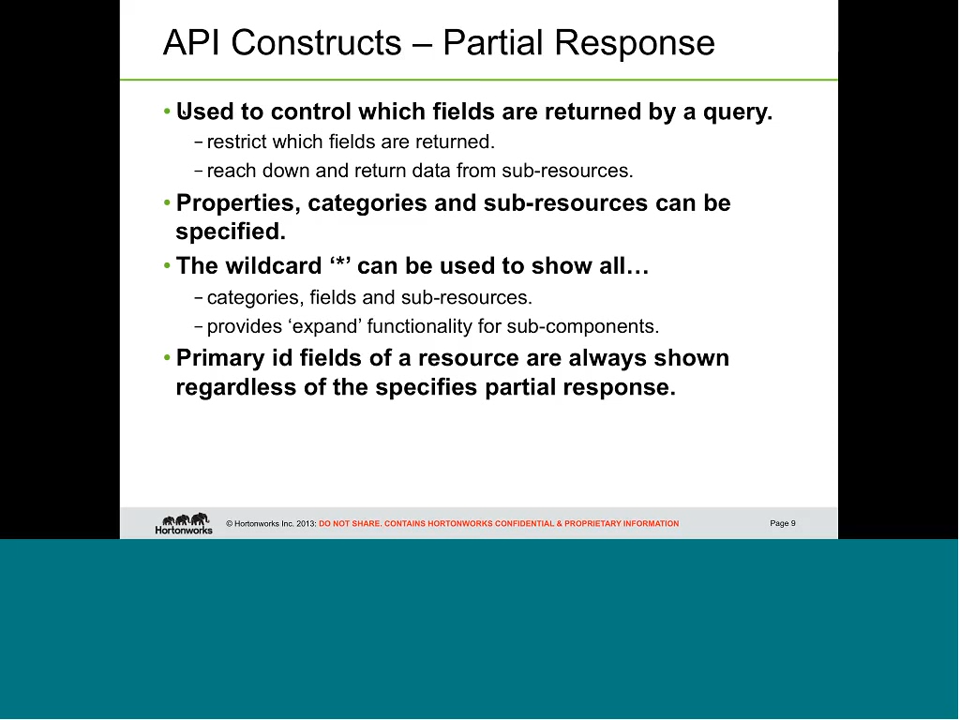 API Constructs – Partial Response
• Used to control which fields are returned by a query.
– restrict which fields are returned.
– reach down and return data from sub-resources.
• Properties, categories and sub-resources can be
specified.
• The wildcard ‘*’ can be used to show all…
– categories, fields and sub-resources.
– provides ‘expand’ functionality for sub-components.
• Primary id fields of a resource are always shown
regardless of the specifies partial response.
Hortonworks
© Hortonworks Inc. 2013: DO NOT SHARE. CONTAINS HORTONWORKS CONFIDENTIAL & PROPRIETARY INFORMATION
Page 9